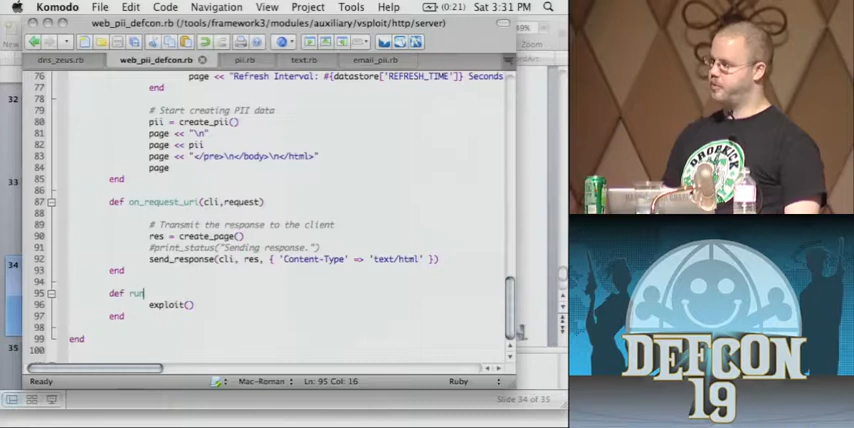 Komodo File Edit Code Navigation View Project Tools Window Help (0:21) Sat 3:31 PM
web_pii_defcon.rb (/tools/framework3/modules/auxiliary/vsploit/http/server)
New
49%
Zoom
dns_zeus.rb web_pii_defcon.rb pii.rb text.rb email_pii.rb
76 page << "Refresh Interval: #{datastore['REFRESH_TIME']} Seconds
77 end
78
79 # Start creating PII data
80 pii = create_pii()
81 page << "\n"
82 page << pii
83 page << "</pre>\n</body>\n</html>"
84 page
85 end
86
87 def on_request_uri(cli,request)
88
89 # Transmit the response to the client
90 res = create_page()
91 #print_status("Sending response.")
92 send_response(cli, res, { 'Content-Type' => 'text/html' })
93 end
94
95 def run
96 exploit()
97 end
98
99 end
100
32
33
34
35
Ready Mac-Roman Ln: 95 Col: 16 Ruby
Slide 34 of 35
DROPKICK
DEFCON
19